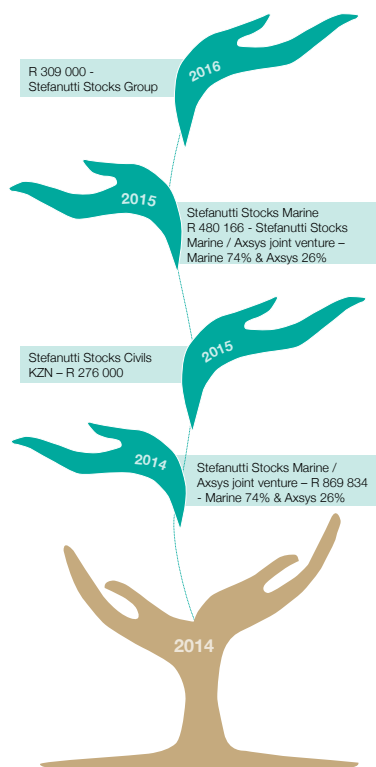 2016
R 309 000 -
Stefanutti Stocks Group
2015
Stefanutti Stocks Marine
R 480 166 - Stefanutti Stocks
Marine / Axsys joint venture –
Marine 74% & Axsys 26%
2015
Stefanutti Stocks Civils
KZN – R 276 000
2014
Stefanutti Stocks Marine /
Axsys joint venture – R 869 834
- Marine 74% & Axsys 26%
2014